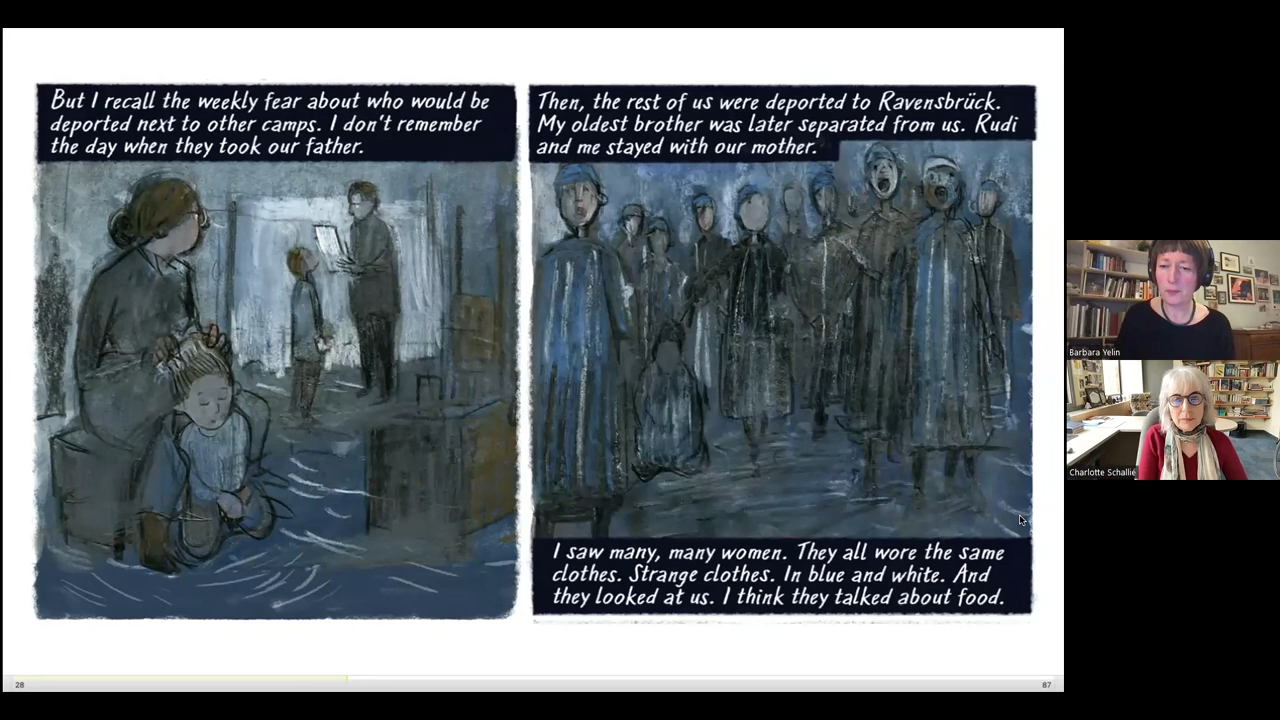 But I recall the weekly fear about who would be
deported next to other camps. I don't remember
the day when they took our father.
Then, the rest of us were deported to Ravensbrück.
My oldest brother was later separated from us. Rudi
and me stayed with our mother.
I saw many, many women. They all wore the same
clothes. Strange clothes. In blue and white. And
they looked at us. I think they talked about food.
28
87
Barbara Yelin
Charlotte Schallié